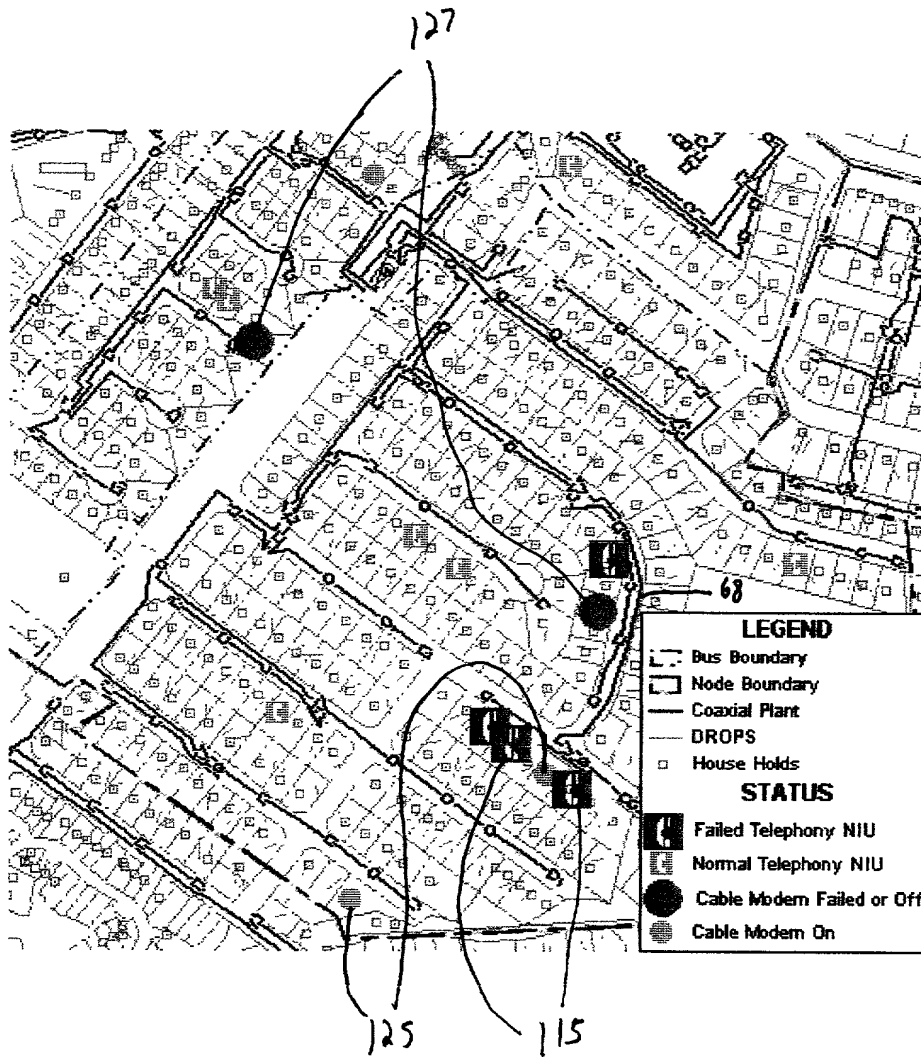 127
68
LEGEND
Bus Boundary
Node Boundary
Coaxial Plant
DROPS
House Holds
STATUS
Failed Telephony NIU
Normal Telephony NIU
Cable Modem Failed or Off
Cable Modem On
125
115